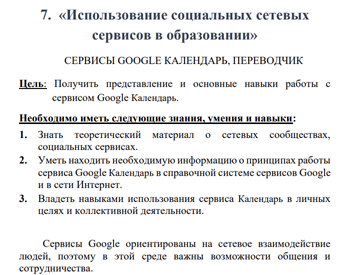 7. «Использование социальных сетевых
сервисов в образовании»
СЕРВИСЫ GOOGLE КАЛЕНДАРЬ, ПЕРЕВОДЧИК
Цель: Получить представление и основные навыки работы с
сервисом Google Календарь.
Необходимо иметь следующие знания, умения и навыки:
1. Знать теоретический материал о сетевых сообществах,
социальных сервисах.
2. Уметь находить необходимую информацию о принципах работы
сервиса Google Календарь в справочной системе сервисов Google
и в сети Интернет.
3. Владеть навыками использования сервиса Календарь в личных
целях и коллективной деятельности.
Сервисы Google ориентированы на сетевое взаимодействие
людей, поэтому в этой среде важны возможности общения и
сотрудничества.